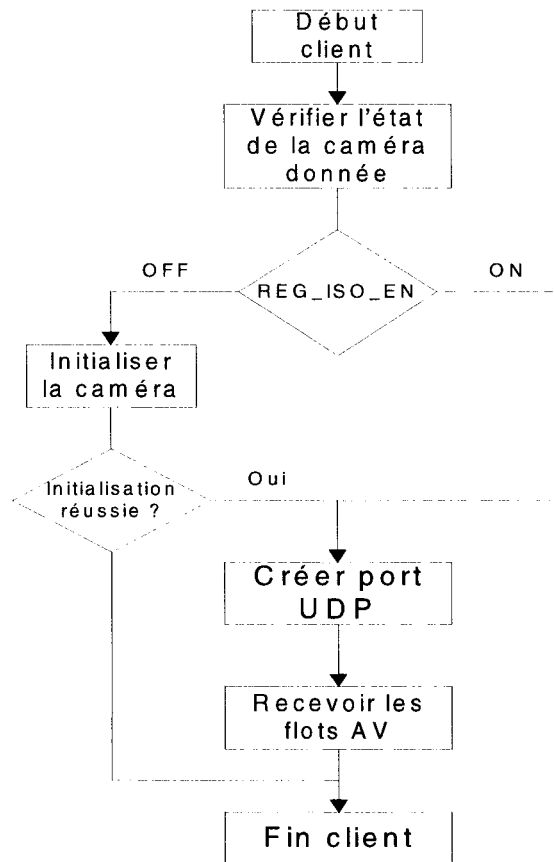 Début
client
Vérifier l'état
de la caméra
donnée
OFF
REG_ISO_EN
ON
Initialiser
la caméra
Initialisation
réussie ?
Oui
Créer port
UDP
Recevoir les
flots AV
Fin client